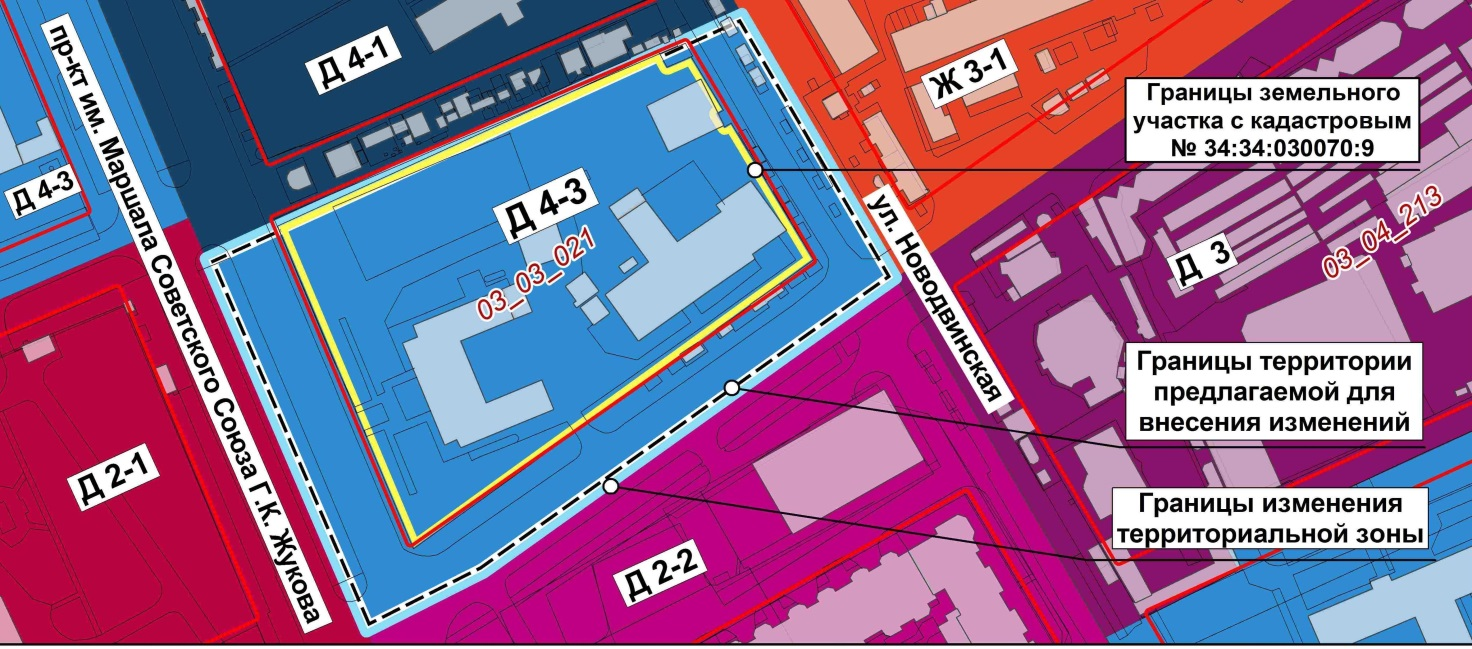 пр-кт им. Маршала Советского Союза Г.К. Жукова
Д 4-1
Ж 3-1
Границы земельного
участка с кадастровым
№ 34:34:030070:9
Д 4-3
Д 4-3
03_03_021
ул. Новодвинская
Д 3
03_04_213
Границы территории
предлагаемой для
внесения изменений
Д 2-1
Границы изменения
территориальной зоны
Д 2-2